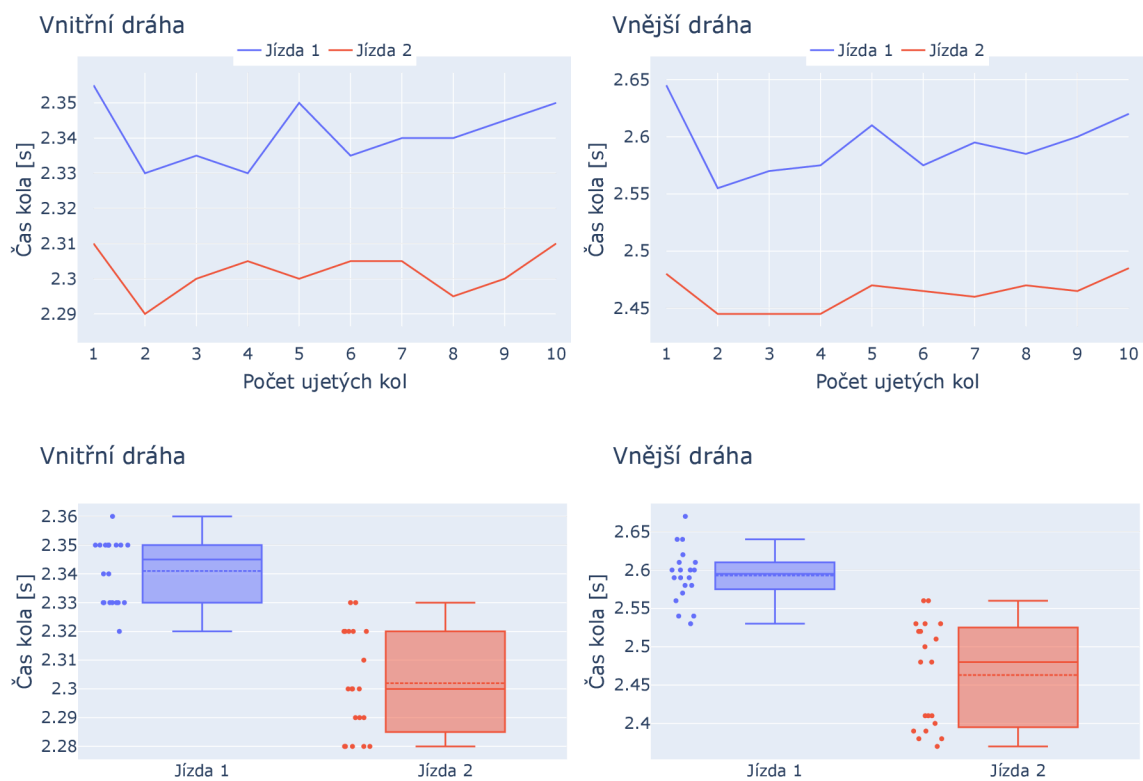 Vnitřní dráha
Jízda 1 Jízda 2
2.35
2.34
2.33
2.32
2.31
2.3
2.29
Čas kola [s]
1 2 3 4 5 6 7 8 9 10
Počet ujetých kol
Vnější dráha
Jízda 1 Jízda 2
2.65
2.6
2.55
2.5
2.45
Čas kola [s]
1 2 3 4 5 6 7 8 9 10
Počet ujetých kol
Vnitřní dráha
2.36
2.35
2.34
2.33
2.32
2.31
2.3
2.29
2.28
Čas kola [s]
Jízda 1 Jízda 2
Vnější dráha
2.65
2.6
2.55
2.5
2.45
2.4
Čas kola [s]
Jízda 1 Jízda 2